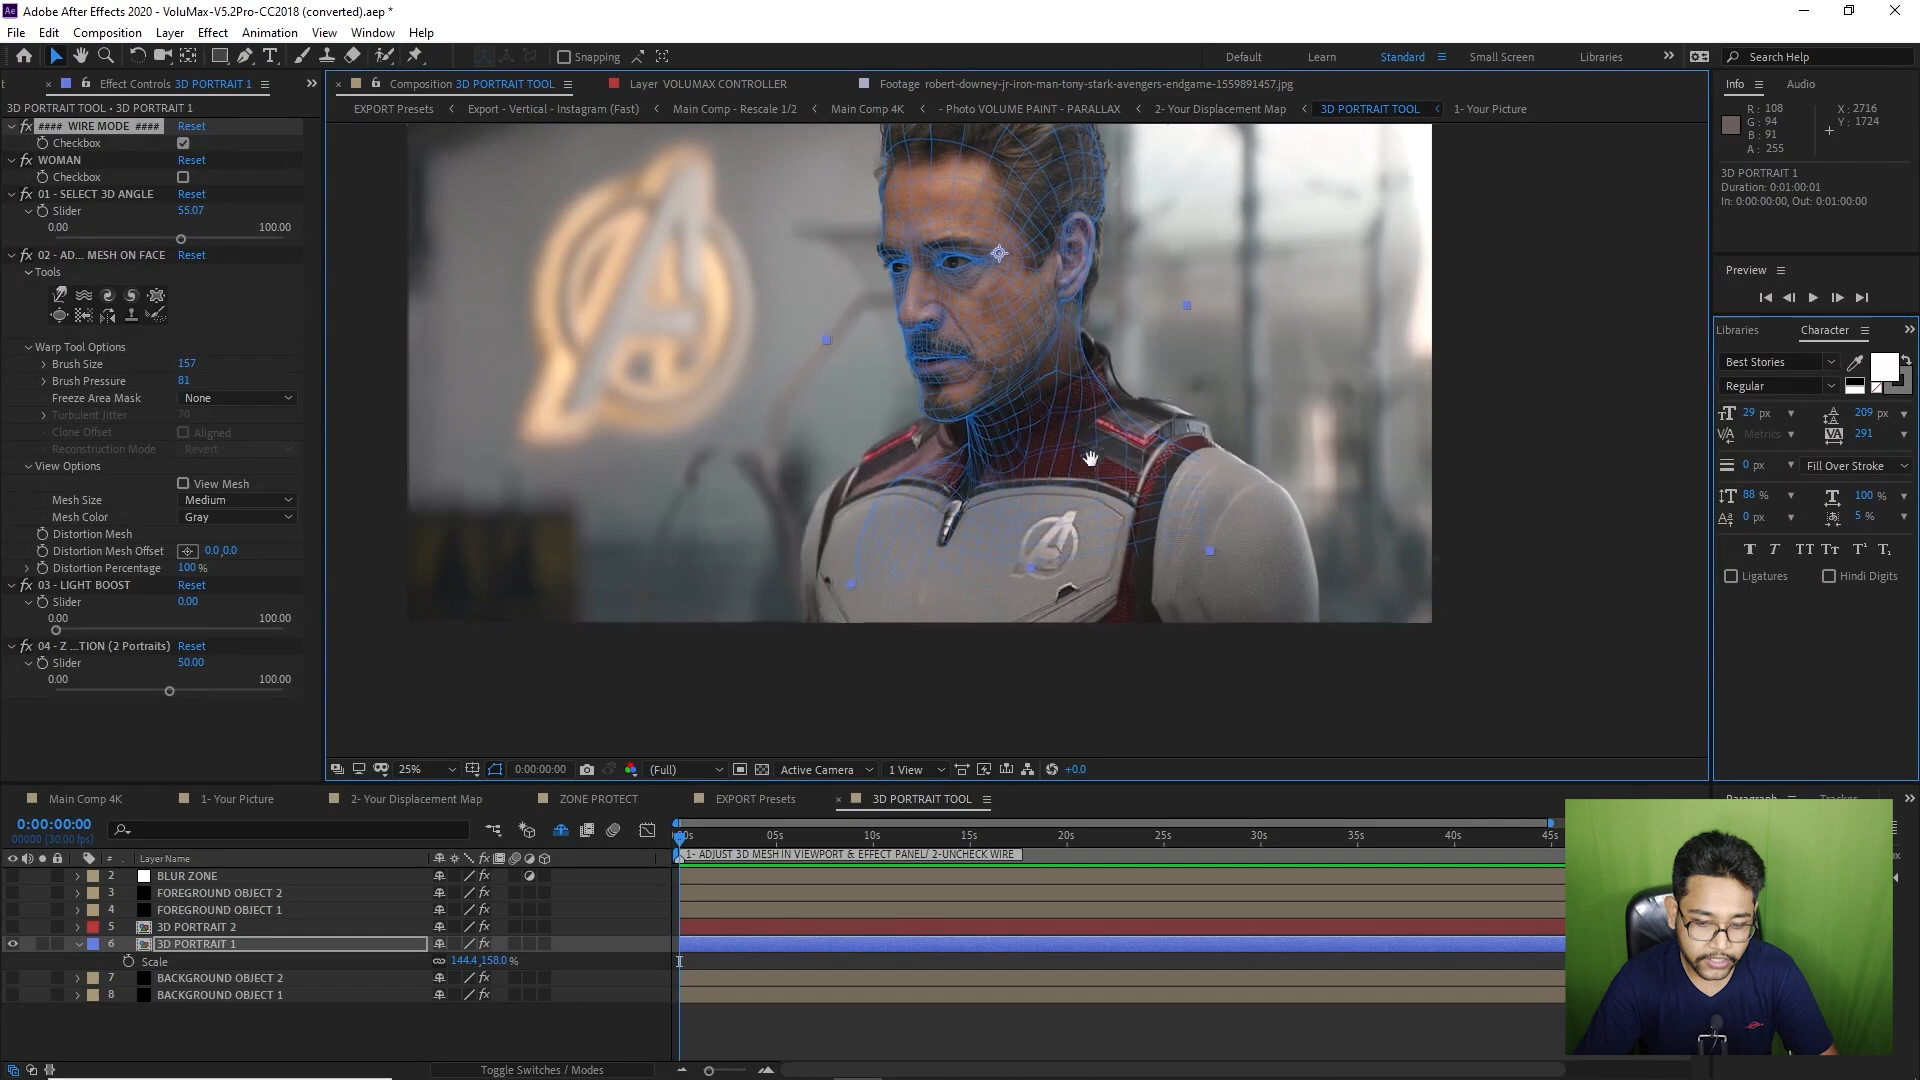 Adobe After Effects 2020 - VoluMax-V5.2Pro-CC2018 (converted).aep *
File Edit Composition Layer Effect Animation View Window Help
Snapping
Default Learn Standard Small Screen Libraries
Search Help
Effect Controls 3D PORTRAIT 1
Composition 3D PORTRAIT TOOL
Layer VOLUMAX CONTROLLER
Footage robert-downey-jr-iron-man-tony-stark-avengers-endgame-1559891457.jpg
3D PORTRAIT TOOL • 3D PORTRAIT 1
EXPORT Presets Export - Vertical - Instagram (Fast) Main Comp - Rescale 1/2 Main Comp 4K - Photo VOLUME PAINT - PARALLAX 2- Your Displacement Map 3D PORTRAIT TOOL 1- Your Picture
fx #### WIRE MODE #### Reset
Checkbox
fx WOMAN Reset
Checkbox
fx 01 - SELECT 3D ANGLE Reset
Slider 55.07
0.00 100.00
fx 02 - AD... MESH ON FACE Reset
Tools
Warp Tool Options
Brush Size 157
Brush Pressure 81
Freeze Area Mask None
Turbulent Jitter 70
Clone Offset Aligned
Reconstruction Mode Revert
View Options
View Mesh
Mesh Size Medium
Mesh Color Gray
Distortion Mesh
Distortion Mesh Offset 0.0,0.0
Distortion Percentage 100 %
fx 03 - LIGHT BOOST Reset
Slider 0.00
0.00 100.00
fx 04 - Z ...TION (2 Portraits) Reset
Slider 50.00
0.00 100.00
25% 0:00:00:00 (Full) Active Camera 1 View +0.0
Info Audio
R : 108 X : 2716
G : 94 Y : 1724
B : 91
A : 255
3D PORTRAIT 1
Duration: 0:01:00:01
In: 0:00:00:00, Out: 0:01:00:00
Preview
Libraries Character
Best Stories
Regular
29 px 209 px
Metrics 291
0 px Fill Over Stroke
88 % 100 %
0 px 5 %
T T TT Tt T¹ T₁
Ligatures Hindi Digits
Paragraph Tracker
Main Comp 4K 1- Your Picture 2- Your Displacement Map ZONE PROTECT EXPORT Presets 3D PORTRAIT TOOL
0:00:00:00
00000 (30.00 fps)
05s 10s 15s 20s 25s 30s 35s 40s 45s
1- ADJUST 3D MESH IN VIEWPORT & EFFECT PANEL/ 2-UNCHECK WIRE
# Layer Name
2 BLUR ZONE
3 FOREGROUND OBJECT 2
4 FOREGROUND OBJECT 1
5 3D PORTRAIT 2
6 3D PORTRAIT 1
Scale 144.4,158.0 %
7 BACKGROUND OBJECT 2
8 BACKGROUND OBJECT 1
Toggle Switches / Modes